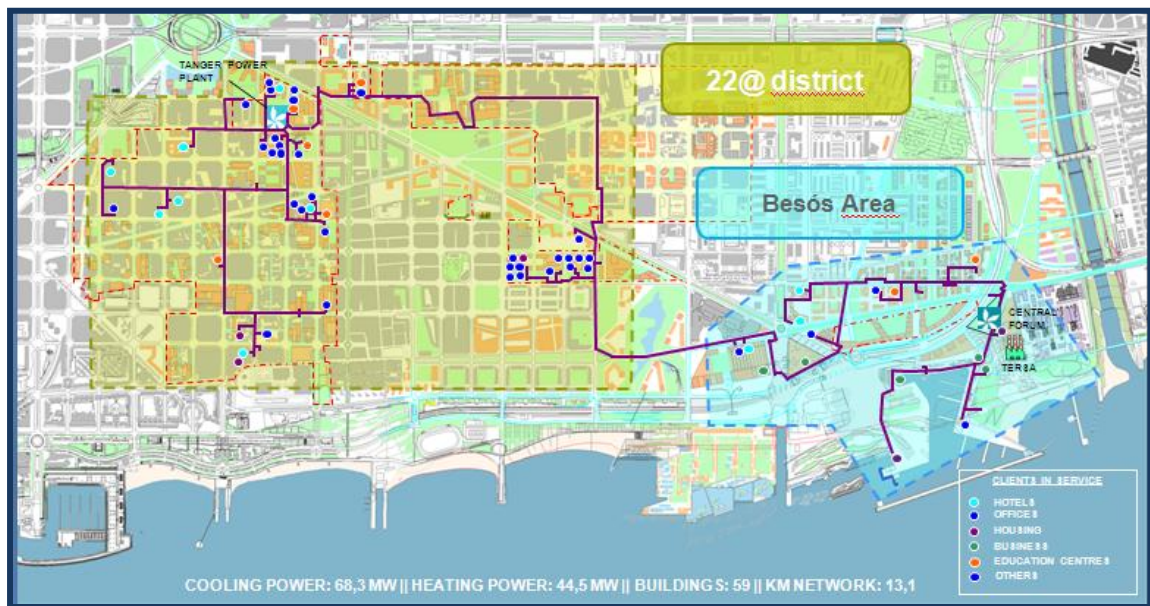 TANGER POWER
PLANT
22@ district
Besós Area
CENTRAL
FORUM
TERSA
CLIENTS IN SERVICE
HOTELS
OFFICES
HOUSING
BUSINESS
EDUCATION CENTRES
OTHERS
COOLING POWER: 68,3 MW || HEATING POWER: 44,5 MW || BUILDINGS: 59 || KM NETWORK: 13,1